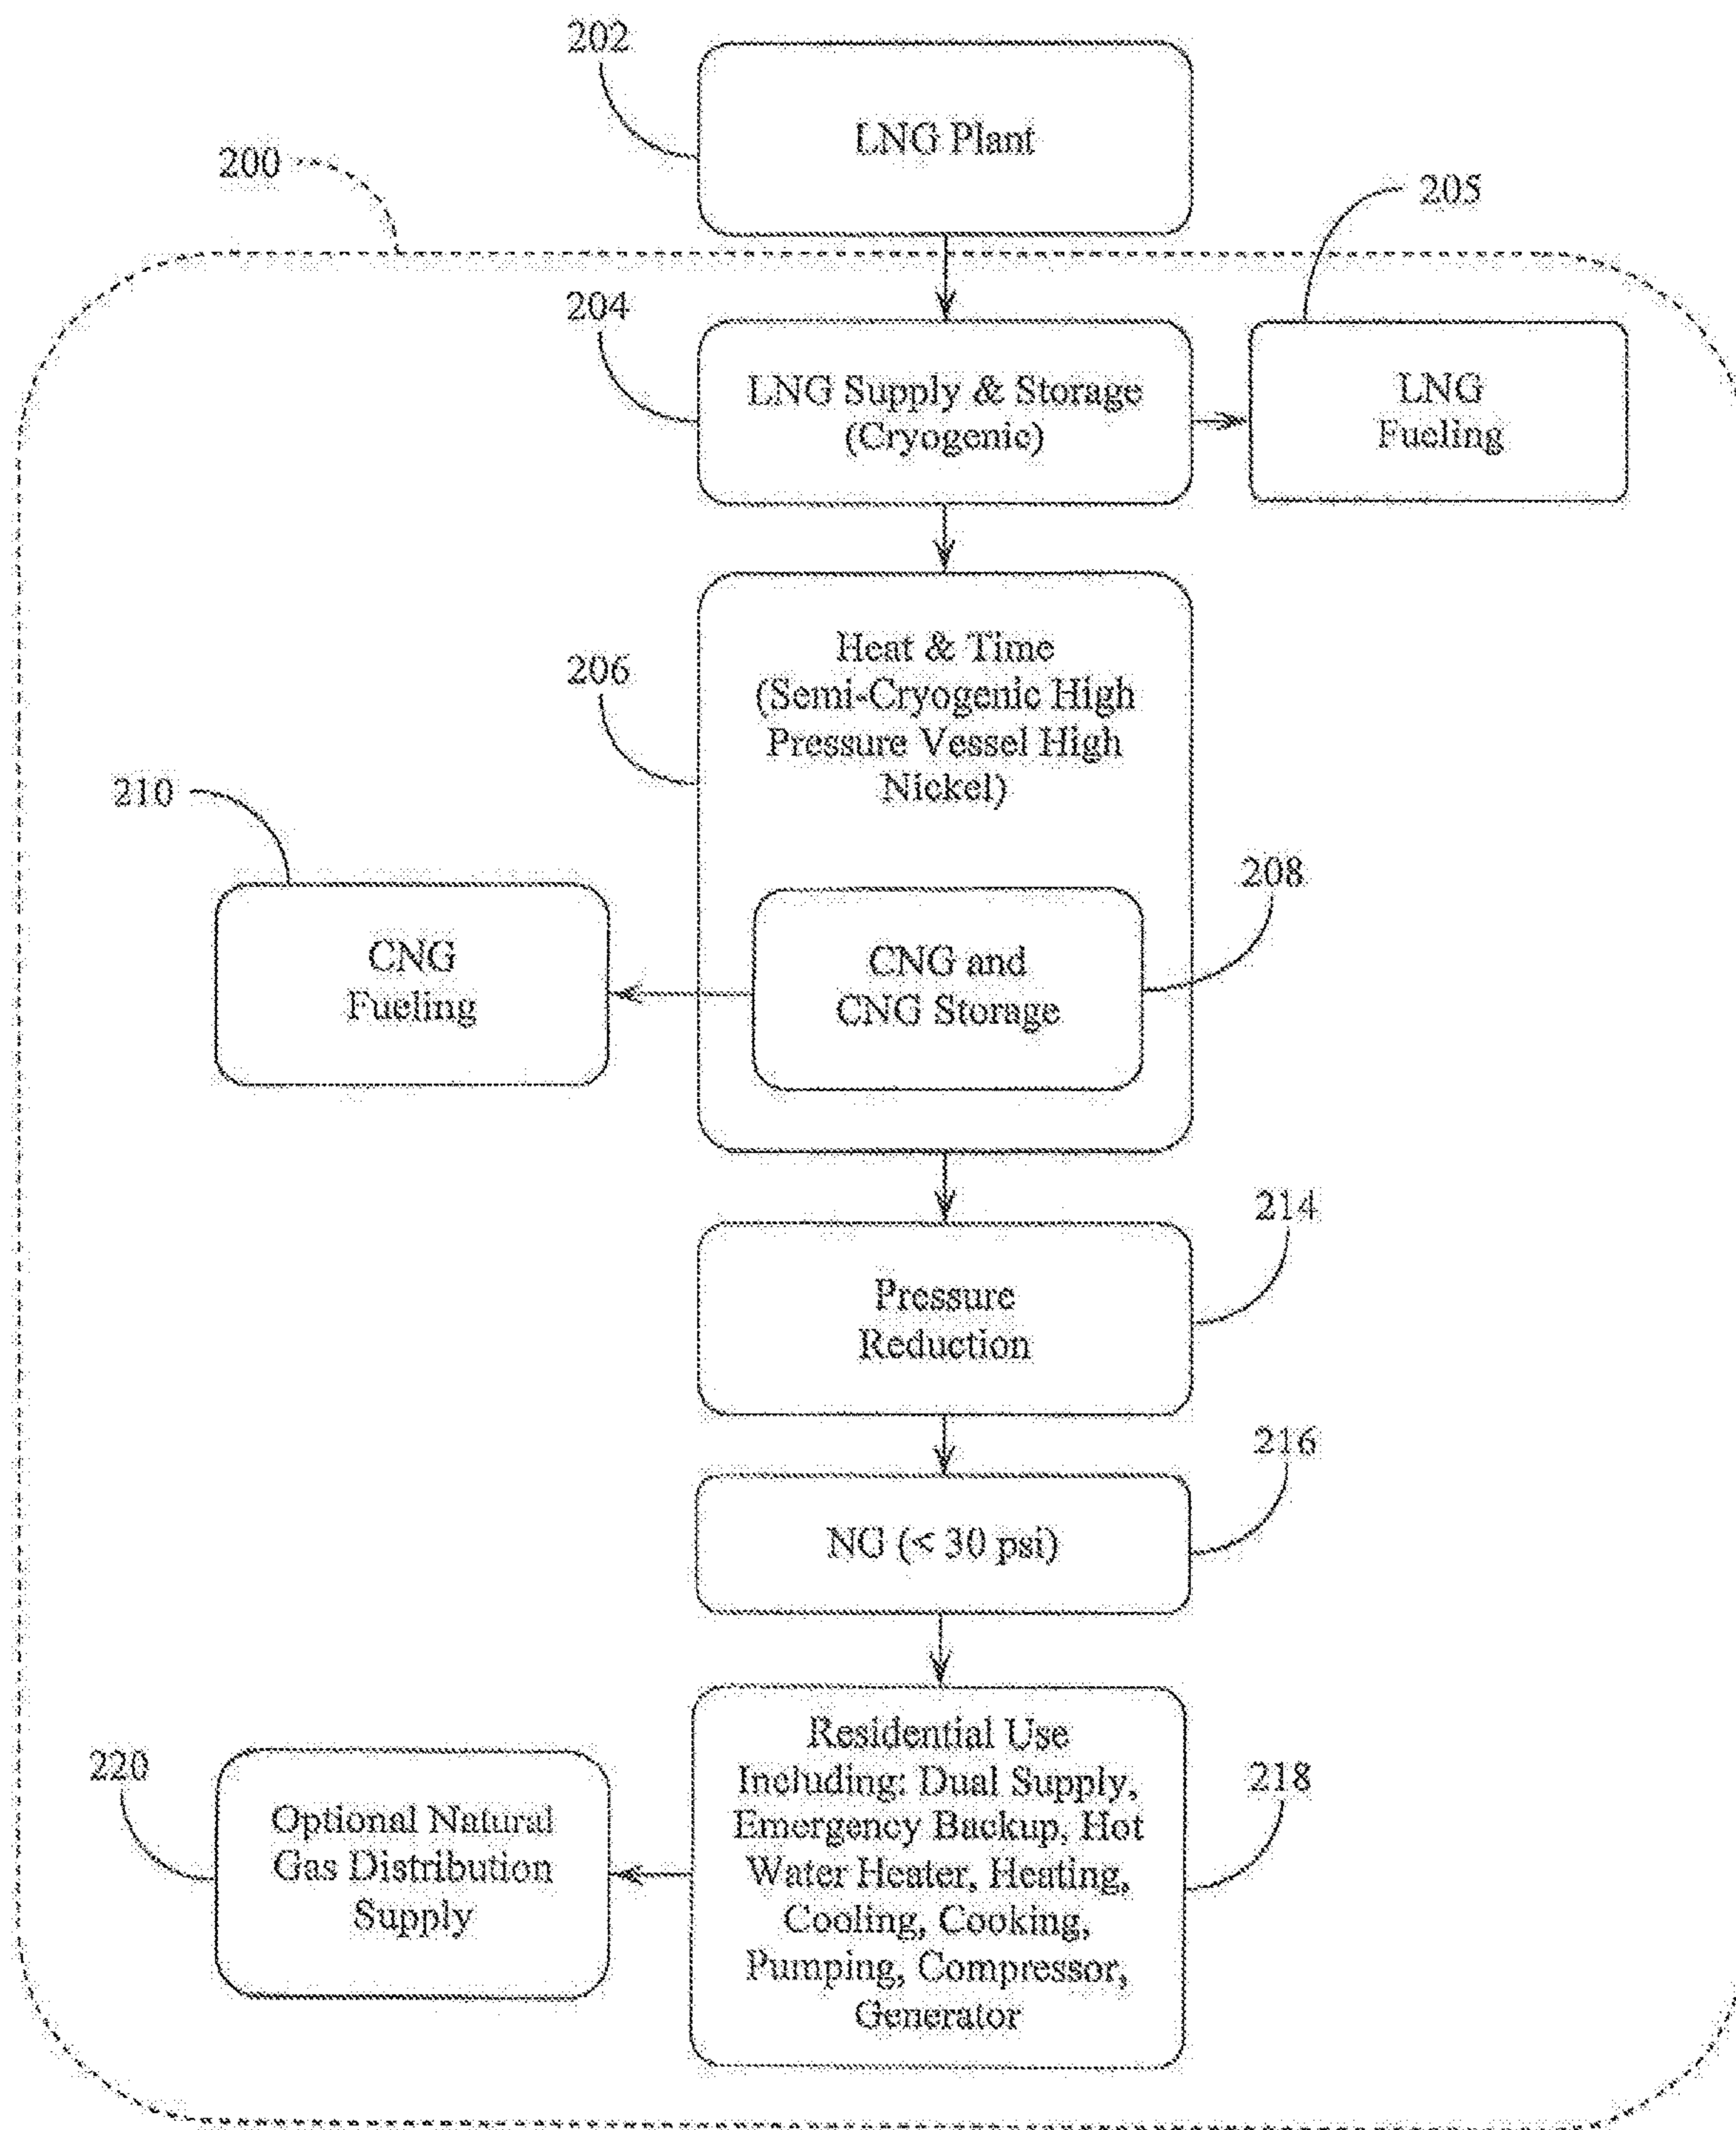 202
LNG Plant
200
205
204
LNG Supply & Storage
(Cryogenic)
LNG
Fueling
206
Heat & Time
(Semi-Cryogenic High
Pressure Vessel High
Nickel)
210
208
CNG
Fueling
CNG and
CNG Storage
214
Pressure
Reduction
216
NG (< 30 psi)
220
Optional Natural
Gas Distribution
Supply
Residential Use
Including: Dual Supply,
Emergency Backup, Hot
Water Heater, Heating,
Cooling, Cooking,
Pumping, Compressor,
Generator
218